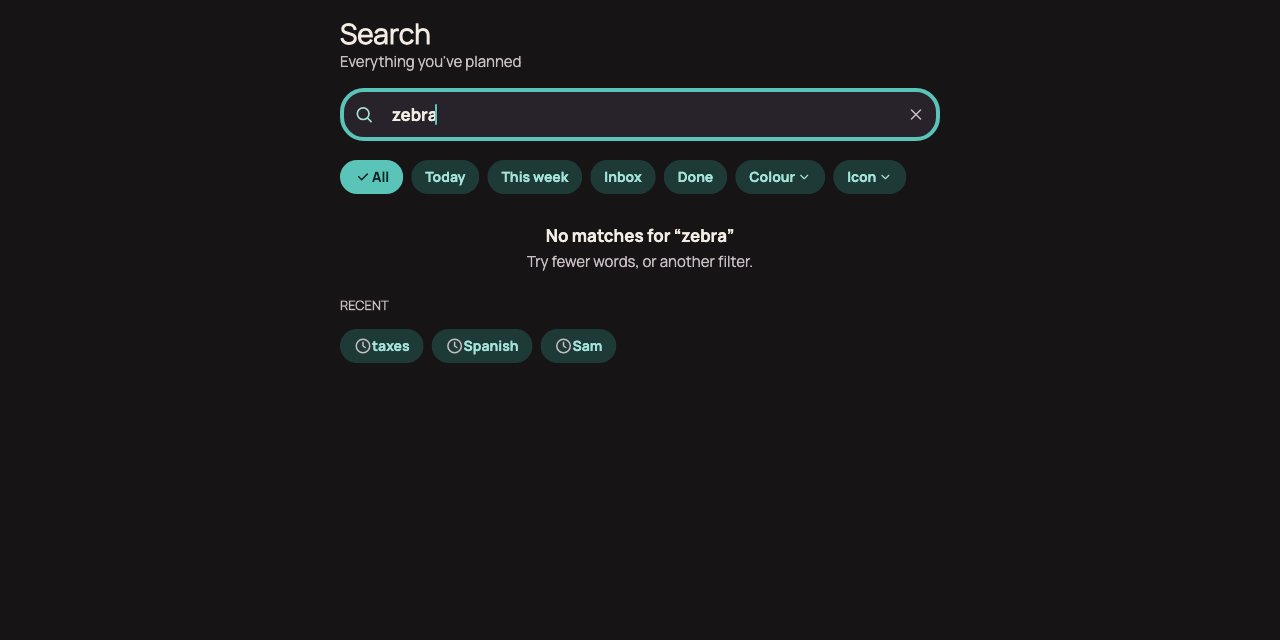 Search
Everything you've planned
zebra
All Today This week Inbox Done Colour Icon
No matches for “zebra”
Try fewer words, or another filter.
RECENT
taxes Spanish Sam